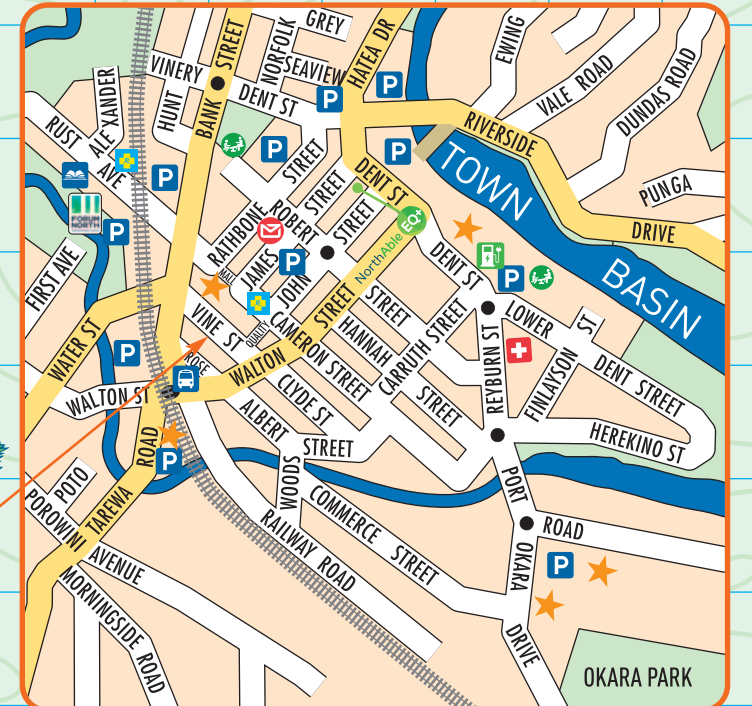 GREY
NORFOLK
SEAVIEW
HATEA DR
EWING
VALE ROAD
DUNDAS ROAD
VINERY
HUNT
BANK STREET
DENT ST
P
P
P
P
P
RIVERSIDE
DRIVE
PUNGA
TOWN
BASIN
ALEXANDER
RUST AVE
FORUM
NORTH
P
FIRST AVE
DENT ST
EQ+
NorthAble
RATHBONE
STREET
ROBERT
STREET
JAMES
STREET
JOHN
P
MALL
QUALITY
VINE ST
ROSE
CAMERON STREET
HANNAH
STREET
CARRUTH STREET
STREET
WALTON
STREET
CLYDE ST
ALBERT
STREET
WOODS
DENT ST
P
LOWER
DENT STREET
REYBURN ST
FINLAYSON
ST
HEREKINO ST
WATER ST
P
WALTON ST
P
TAREWA
ROAD
POTO
POROWINI
AVENUE
MORNINGSIDE ROAD
RAILWAY ROAD
COMMERCE STREET
PORT
ROAD
OKARA
DRIVE
P
OKARA PARK